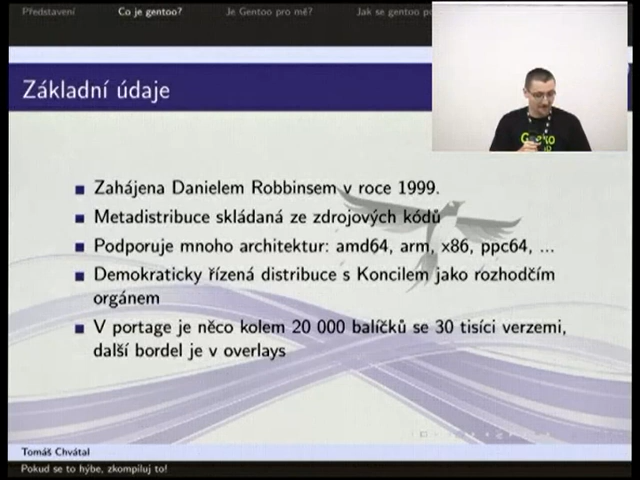 Představení Co je gentoo? Je Gentoo pro mě? Jak se gentoo
Základní údaje
Zahájena Danielem Robbinsem v roce 1999.
Metadistribuce skládaná ze zdrojových kódů
Podporuje mnoho architektur: amd64, arm, x86, ppc64, ...
Demokraticky řízená distribuce s Koncilem jako rozhodčím
orgánem
V portage je něco kolem 20 000 balíčků se 30 tisíci verzemi,
další bordel je v overlays
Tomáš Chvátal
Pokud se to hýbe, zkompiluj to!